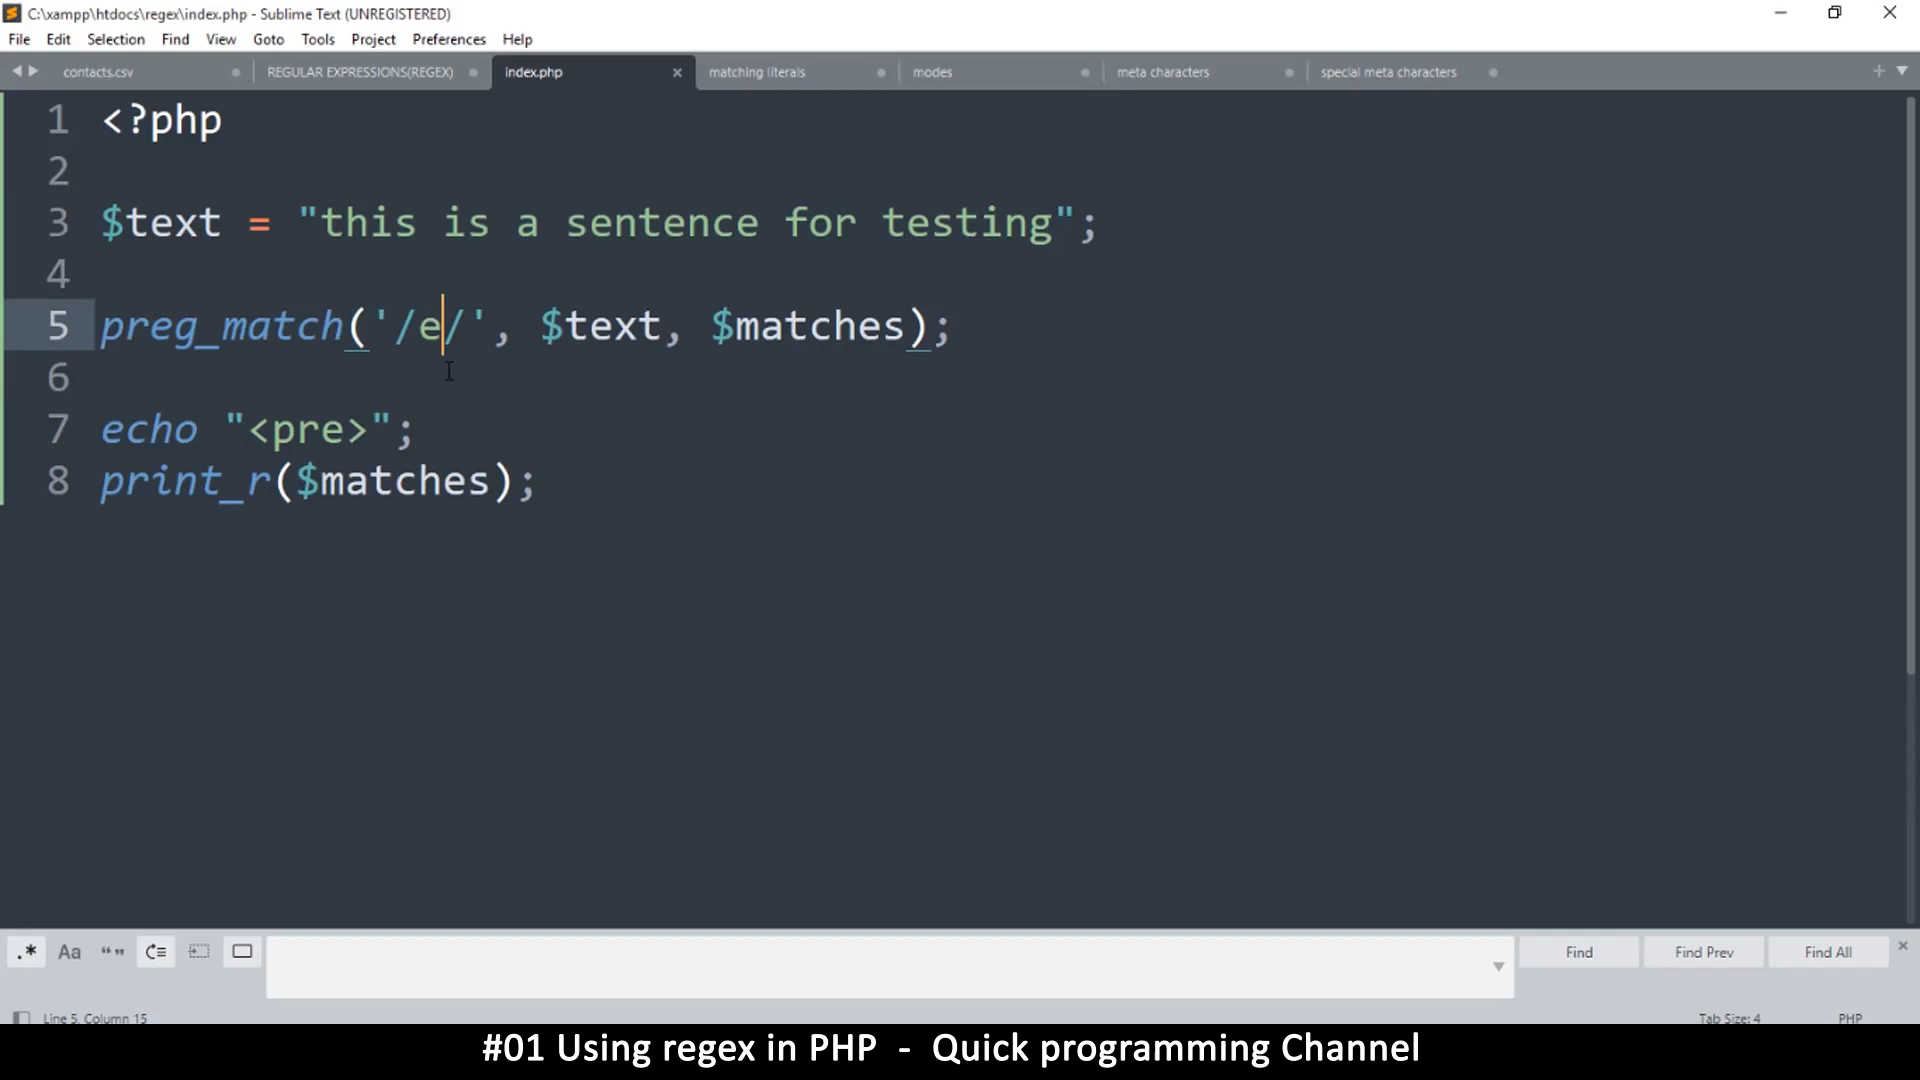 C:\xampp\htdocs\regex\index.php - Sublime Text (UNREGISTERED)
File Edit Selection Find View Goto Tools Project Preferences Help
contacts.csv REGULAR EXPRESSIONS(REGEX) index.php matching literals modes meta characters special meta characters
1 <?php
2
3 $text = "this is a sentence for testing";
4
5 preg_match('/e/', $text, $matches);
6
7 echo "<pre>";
8 print_r($matches);
.* Aa “” Find Find Prev Find All
Line 5, Column 15 Tab Size: 4 PHP
#01 Using regex in PHP - Quick programming Channel